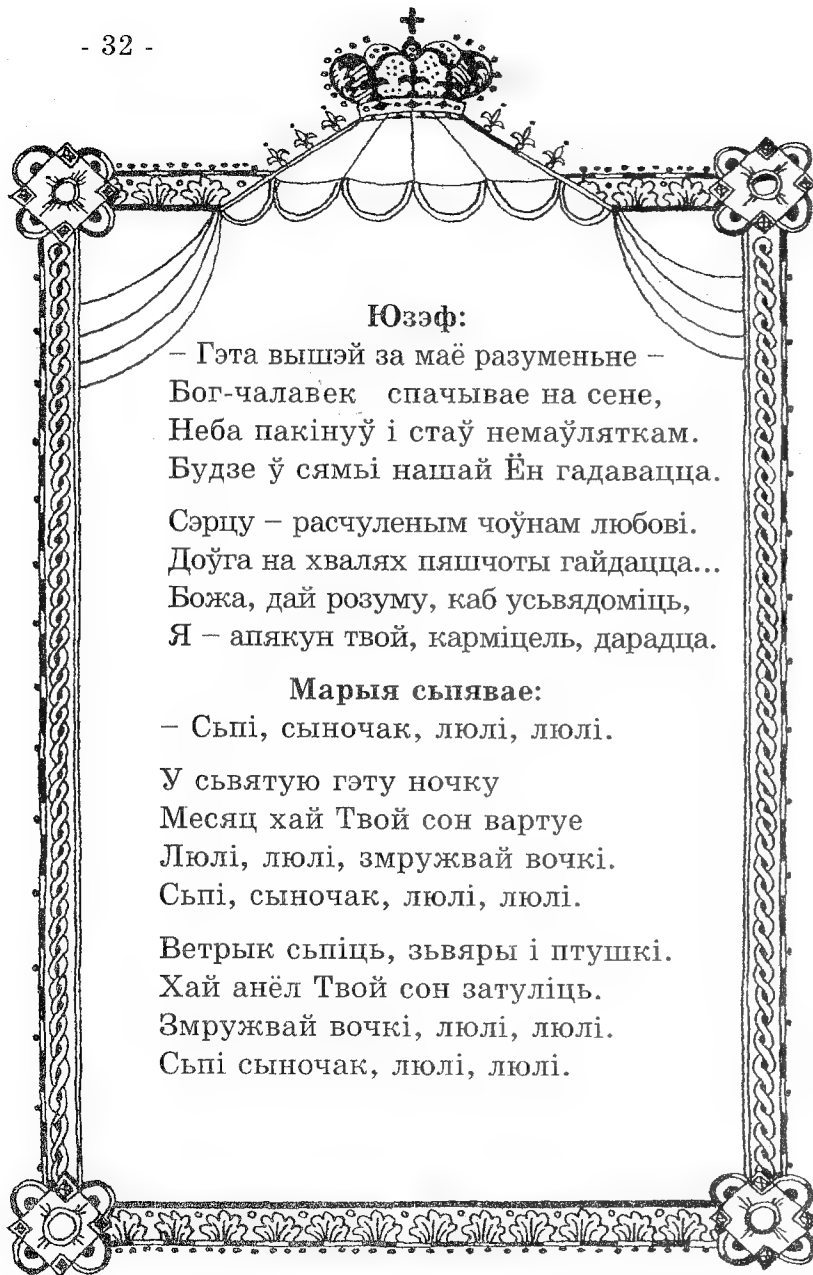 - 32 -
Юзэф:
– Гэта вышэй за маё разуменьне –
Бог-чалавек спачывае на сене,
Неба пакінуў і стаў немаўляткам.
Будзе ў сямьі нашай Ён гадавацца.
Сэрцу – расчуленым чоўнам любові.
Доўга на хвалях пяшчоты гайдацца...
Божа, дай розуму, каб усьвядоміць,
Я – апякун твой, карміцель, дарадца.
Марыя сьпявае:
– Сьпі, сыночак, люлі, люлі.
У сьвятую гэту ночку
Месяц хай Твой сон вартуе
Люлі, люлі, змружвай вочкі.
Сьпі, сыночак, люлі, люлі.
Ветрык сьпіць, зьвяры і птушкі.
Хай анёл Твой сон затуліць.
Змружвай вочкі, люлі, люлі.
Сьпі сыночак, люлі, люлі.